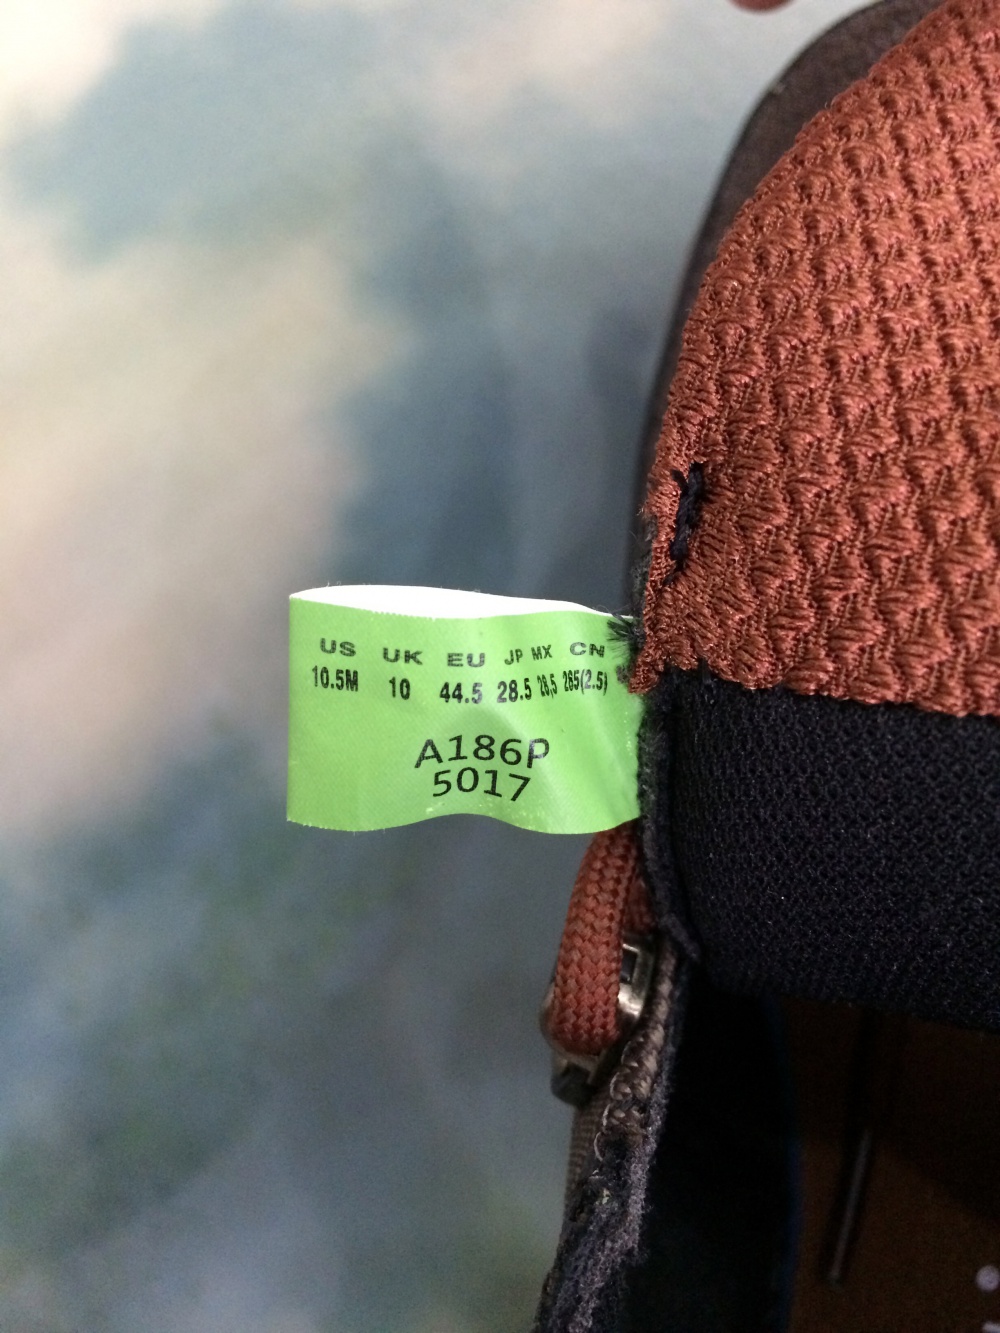 US UK EU JP MX CN
10.5M 10 44.5 28.5 28,5 285(2.5)
A186P
5017